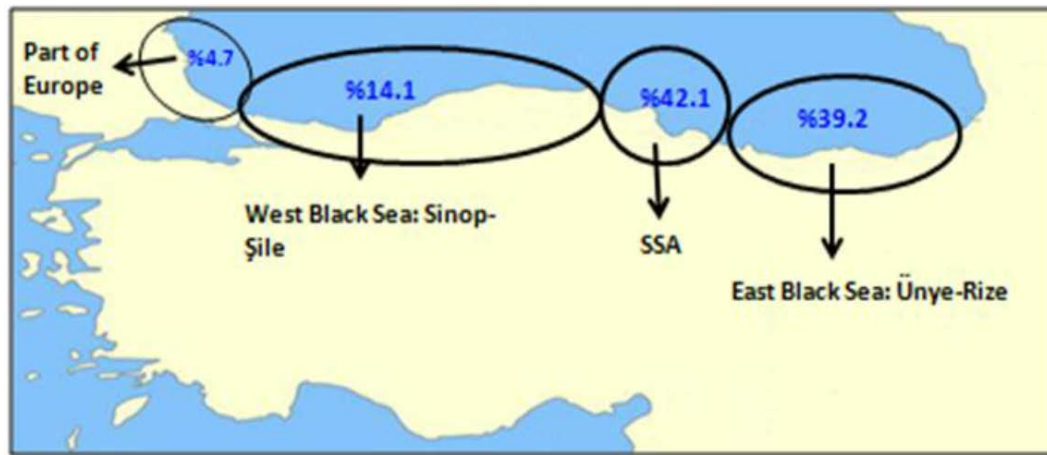 Part of
Europe
%4.7
%14.1
%42.1
%39.2
West Black Sea: Sinop-
Şile
SSA
East Black Sea: Ünye-Rize